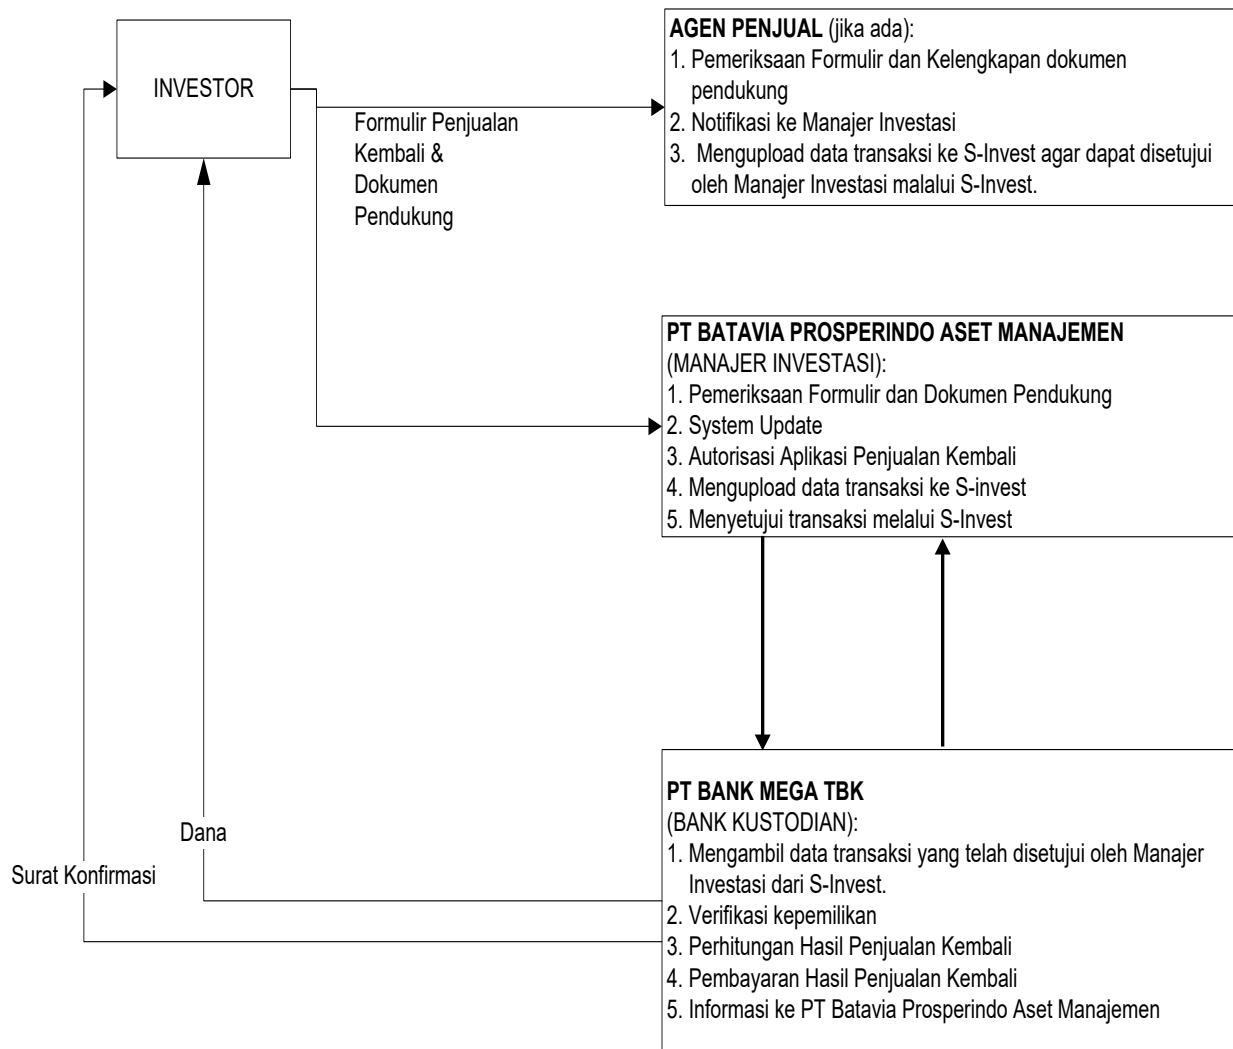 INVESTOR
Formulir Penjualan
Kembali &
Dokumen
Pendukung
AGEN PENJUAL (jika ada):
1. Pemeriksaan Formulir dan Kelengkapan dokumen
pendukung
2. Notifikasi ke Manajer Investasi
3. Mengupload data transaksi ke S-Invest agar dapat disetujui
oleh Manajer Investasi malalui S-Invest.
PT BATAVIA PROSPERINDO ASET MANAJEMEN
(MANAJER INVESTASI):
1. Pemeriksaan Formulir dan Dokumen Pendukung
2. System Update
3. Autorisasi Aplikasi Penjualan Kembali
4. Mengupload data transaksi ke S-invest
5. Menyetujui transaksi melalui S-Invest
Dana
Surat Konfirmasi
PT BANK MEGA TBK
(BANK KUSTODIAN):
1. Mengambil data transaksi yang telah disetujui oleh Manajer
Investasi dari S-Invest.
2. Verifikasi kepemilikan
3. Perhitungan Hasil Penjualan Kembali
4. Pembayaran Hasil Penjualan Kembali
5. Informasi ke PT Batavia Prosperindo Aset Manajemen